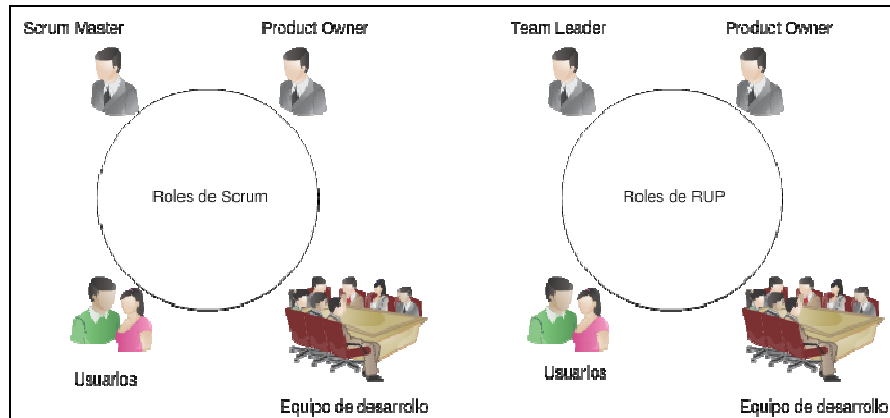 Scrum Master
Product Owner
Team Leader
Product Owner
Roles de Scrum
Roles de RUP
Usuarios
Equipo de desarrollo
Usuarios
Equipo de desarrollo